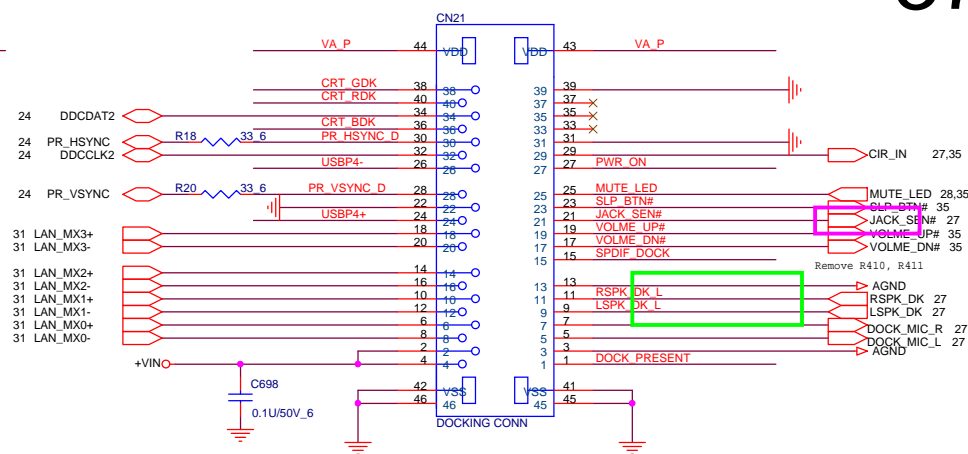 CN21
VA_P 44 VDD VDD 43 VA_P
CRT_GDK 38 38 39 39
CRT_RDK 40 40 37 37
24 DDCDAT2 34 34 35 35
CRT_BDK 36 36 33 33
24 PR_HSYNC R18 33_6 PR_HSYNC_D 30 30 31 31
24 DDCCLK2 32 32 29 29 CIR_IN 27,35
USBP4- 26 26 27 27 PWR_ON
24 PR_VSYNC R20 33_6 PR_VSYNC_D 28 28 25 25 MUTE_LED MUTE_LED 28,35
22 22 23 23 SLP_BTN# SLP_BTN# 35
USBP4+ 24 24 21 21 JACK_SEN# JACK_SEN# 27
31 LAN_MX3+ 18 18 19 19 VOLME_UP# VOLME_UP# 35
31 LAN_MX3- 20 20 17 17 VOLME_DN# VOLME_DN# 35
15 15 SPDIF_DOCK
Remove R410, R411
31 LAN_MX2+ 14 14
31 LAN_MX2- 16 16 13 13 AGND
31 LAN_MX1+ 10 10 11 11 RSPK_DK_L RSPK_DK 27
31 LAN_MX1- 12 12 9 9 LSPK_DK_L LSPK_DK 27
31 LAN_MX0+ 6 6 7 7 DOCK_MIC_R 27
31 LAN_MX0- 8 8 5 5 DOCK_MIC_L 27
2 2 3 3 AGND
+VIN 4 4 1 1 DOCK_PRESENT
C698
0.1U/50V_6
42 VSS VSS 41
46 46 45 45
DOCKING CONN